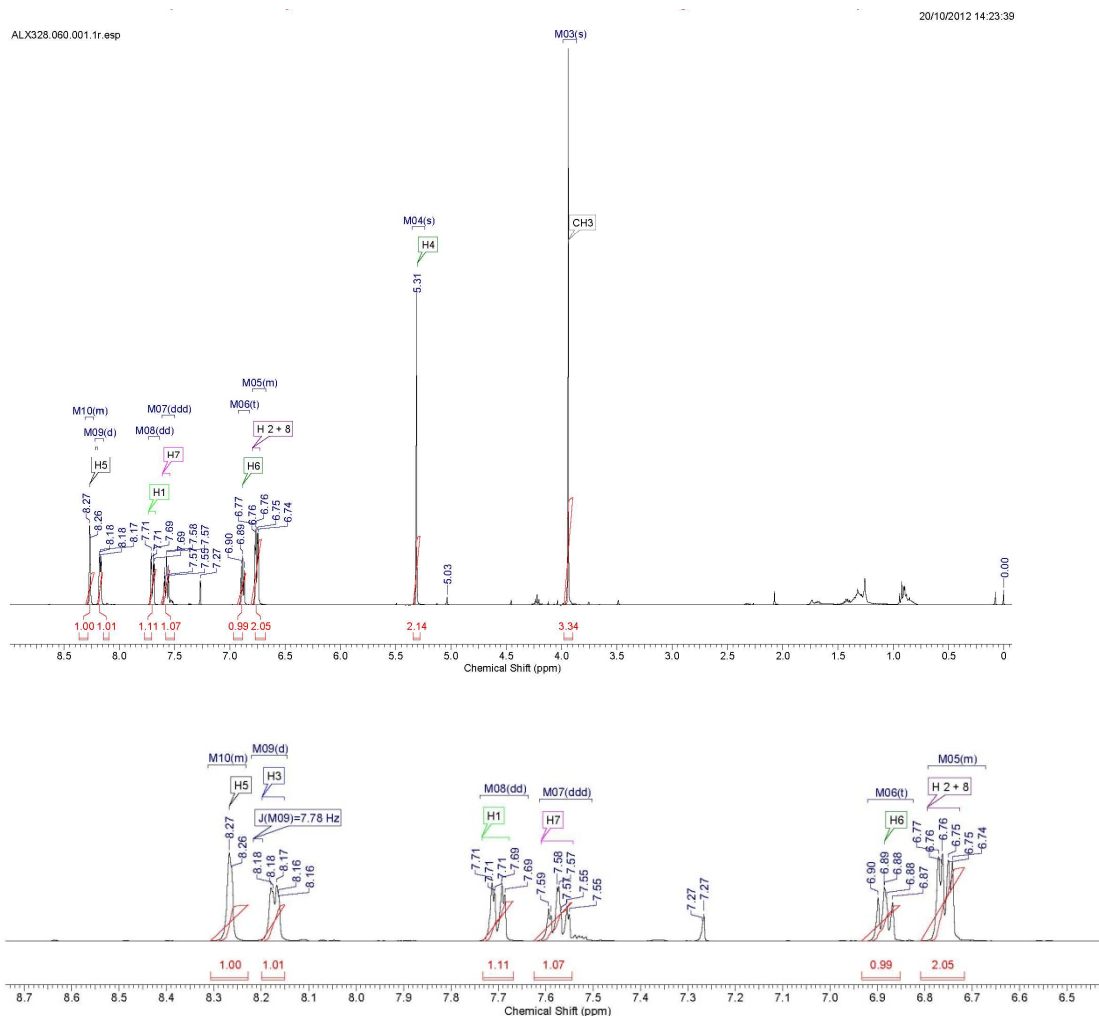 20/10/2012 14:23:39
ALX328.060.001.1r.esp
M03(s)
CH3
M04(s)
H4
5.31
M10(m)
M09(d)
H5
M07(ddd)
M08(dd)
H7
H1
M05(m)
M06(t)
H 2 + 8
H6
8.27
8.26
8.18
8.18
8.17
7.71
7.71
7.69
7.69
7.58
7.57
7.57
7.55
7.27
6.90
6.89
6.77
6.76
6.76
6.75
6.74
5.03
0.00
1.00 1.01 1.11 1.07 0.99 2.05 2.14 3.34
8.5 8.0 7.5 7.0 6.5 6.0 5.5 5.0 4.5 4.0 3.5 3.0 2.5 2.0 1.5 1.0 0.5 0
Chemical Shift (ppm)
M10(m)
M09(d)
H5
H3
J(M09)=7.78 Hz
8.27
8.26
8.18
8.18
8.17
8.16
8.16
M08(dd)
M07(ddd)
H1
H7
7.71
7.71
7.71
7.69
7.69
7.59
7.58
7.57
7.57
7.55
7.55
7.27
7.27
M06(t)
H6
6.90
6.89
6.88
6.88
6.87
M05(m)
H 2 + 8
6.77
6.76
6.76
6.75
6.75
6.74
1.00 1.01 1.11 1.07 0.99 2.05
8.7 8.6 8.5 8.4 8.3 8.2 8.1 8.0 7.9 7.8 7.7 7.6 7.5 7.4 7.3 7.2 7.1 7.0 6.9 6.8 6.7 6.6 6.5
Chemical Shift (ppm)